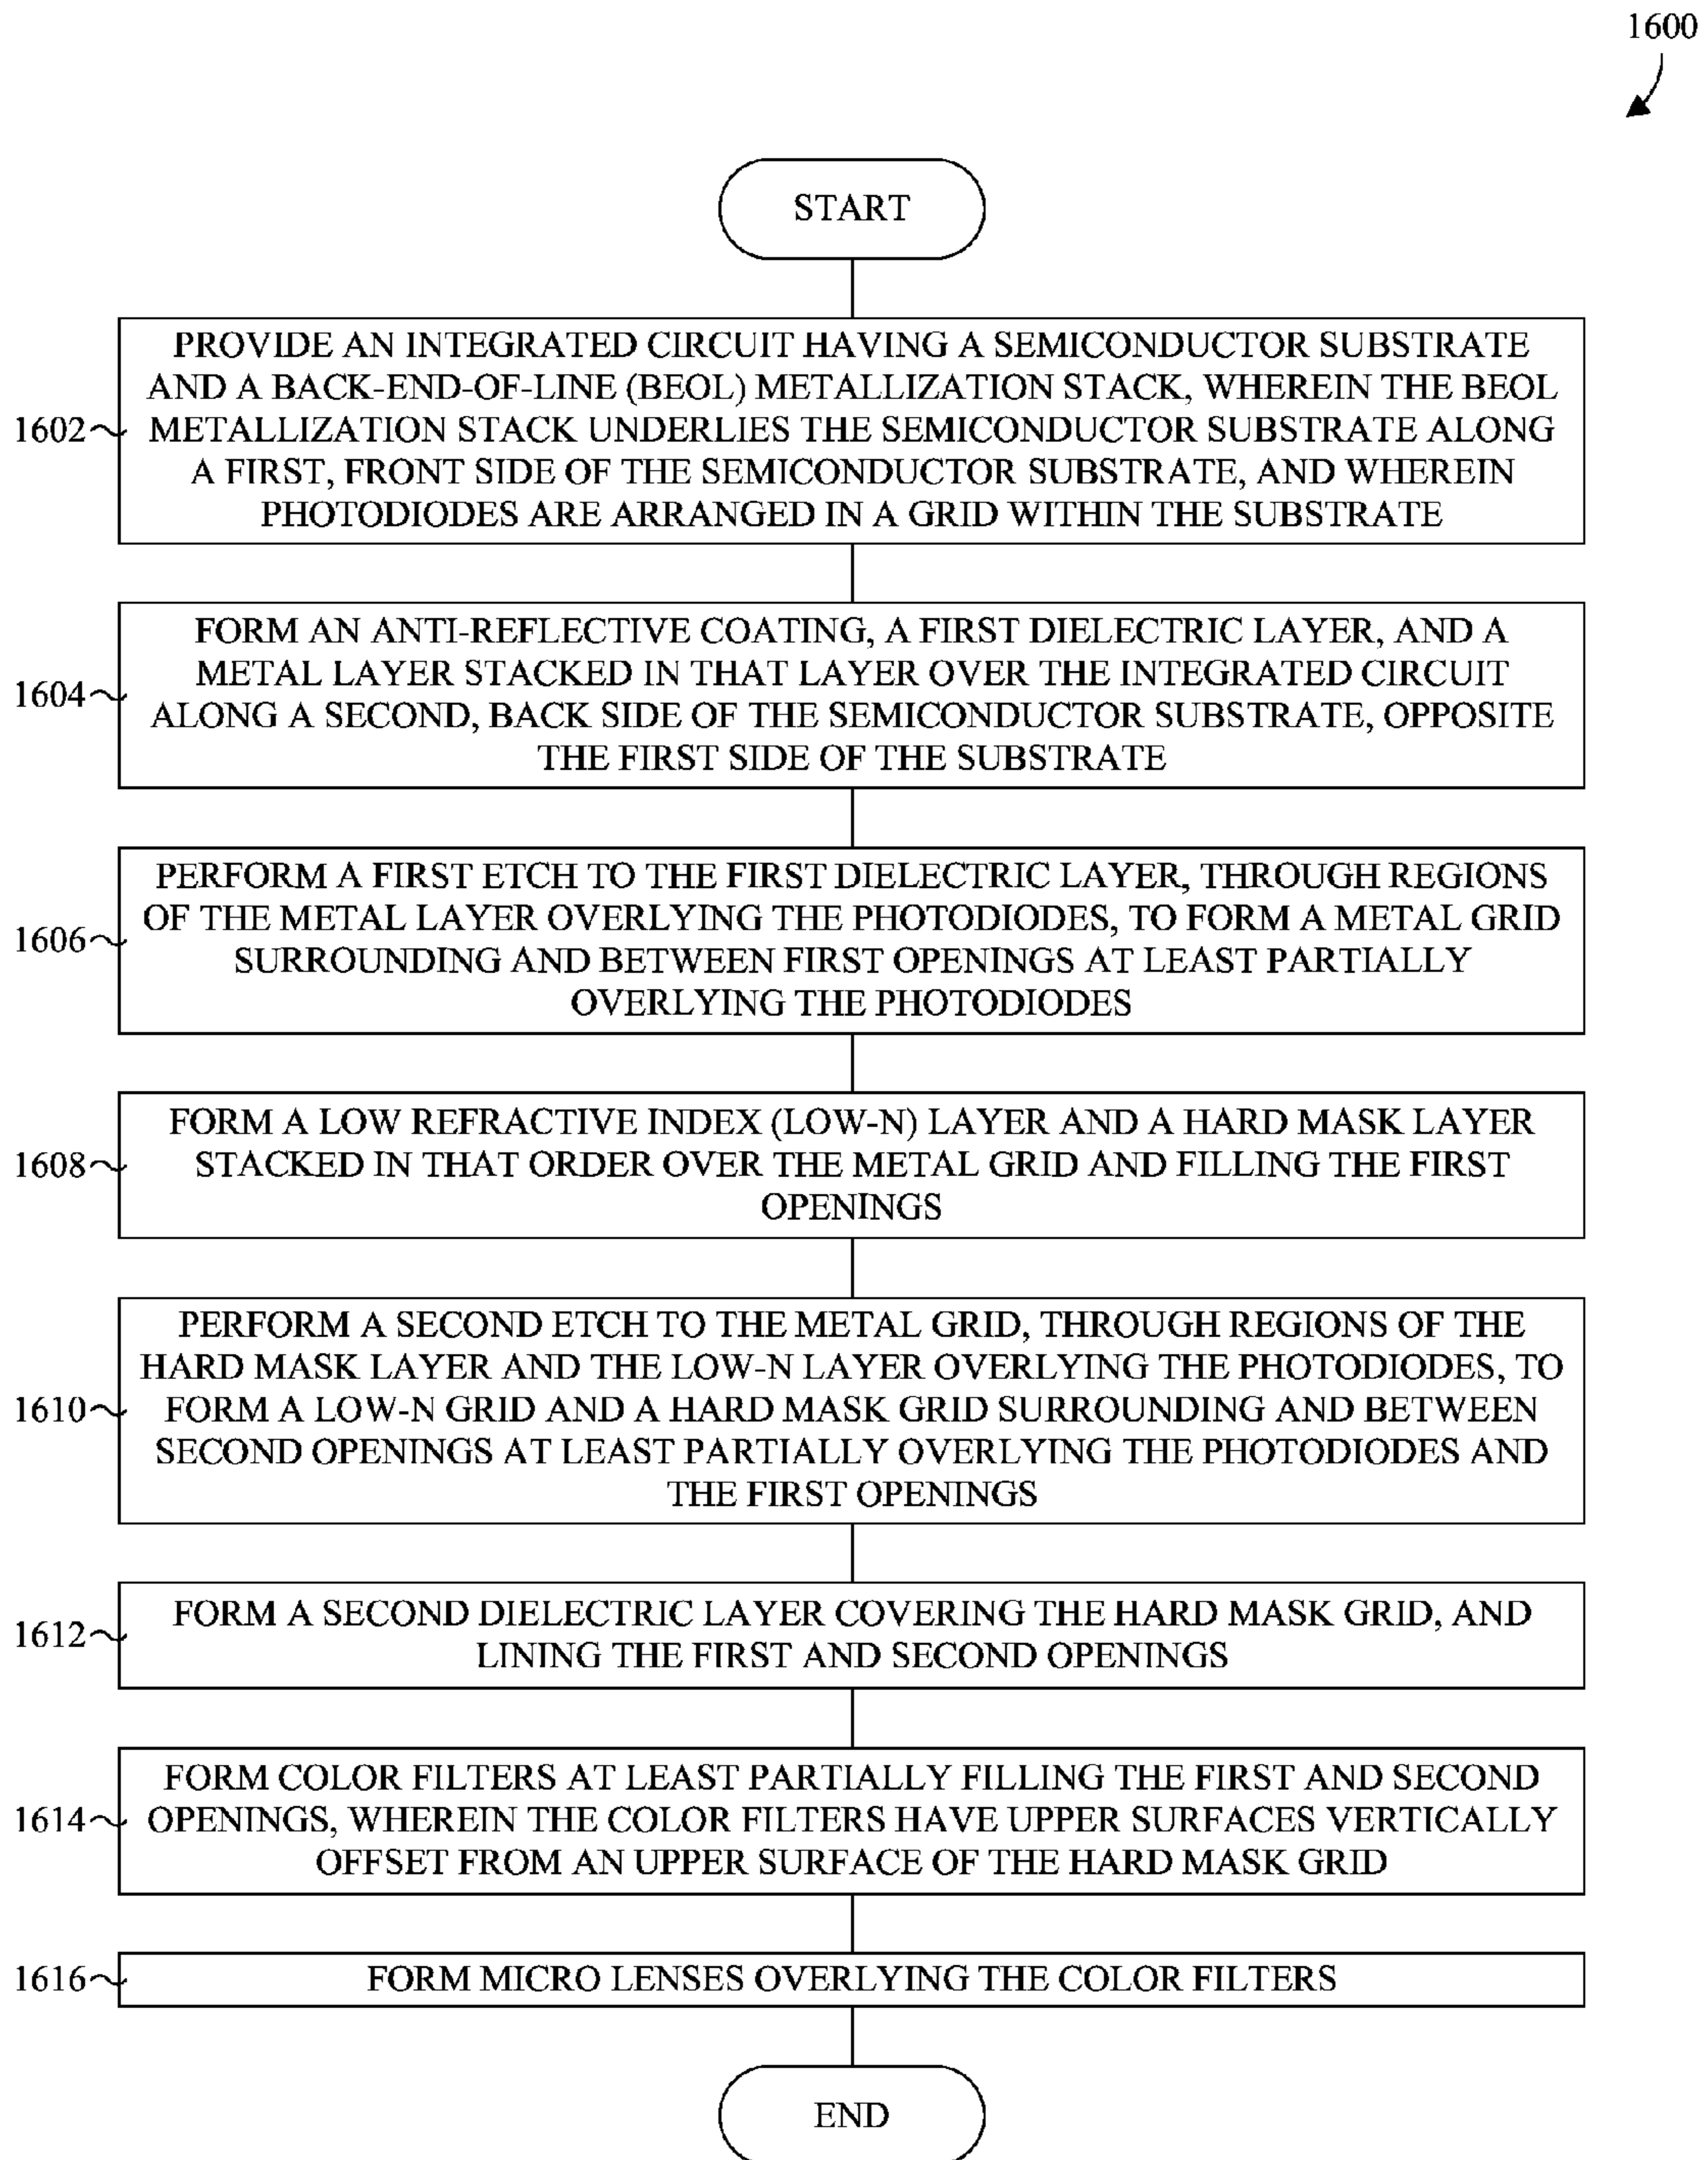 1600
START
1602
PROVIDE AN INTEGRATED CIRCUIT HAVING A SEMICONDUCTOR SUBSTRATE
AND A BACK-END-OF-LINE (BEOL) METALLIZATION STACK, WHEREIN THE BEOL
METALLIZATION STACK UNDERLIES THE SEMICONDUCTOR SUBSTRATE ALONG
A FIRST, FRONT SIDE OF THE SEMICONDUCTOR SUBSTRATE, AND WHEREIN
PHOTODIODES ARE ARRANGED IN A GRID WITHIN THE SUBSTRATE
1604
FORM AN ANTI-REFLECTIVE COATING, A FIRST DIELECTRIC LAYER, AND A
METAL LAYER STACKED IN THAT LAYER OVER THE INTEGRATED CIRCUIT
ALONG A SECOND, BACK SIDE OF THE SEMICONDUCTOR SUBSTRATE, OPPOSITE
THE FIRST SIDE OF THE SUBSTRATE
1606
PERFORM A FIRST ETCH TO THE FIRST DIELECTRIC LAYER, THROUGH REGIONS
OF THE METAL LAYER OVERLYING THE PHOTODIODES, TO FORM A METAL GRID
SURROUNDING AND BETWEEN FIRST OPENINGS AT LEAST PARTIALLY
OVERLYING THE PHOTODIODES
1608
FORM A LOW REFRACTIVE INDEX (LOW-N) LAYER AND A HARD MASK LAYER
STACKED IN THAT ORDER OVER THE METAL GRID AND FILLING THE FIRST
OPENINGS
1610
PERFORM A SECOND ETCH TO THE METAL GRID, THROUGH REGIONS OF THE
HARD MASK LAYER AND THE LOW-N LAYER OVERLYING THE PHOTODIODES, TO
FORM A LOW-N GRID AND A HARD MASK GRID SURROUNDING AND BETWEEN
SECOND OPENINGS AT LEAST PARTIALLY OVERLYING THE PHOTODIODES AND
THE FIRST OPENINGS
1612
FORM A SECOND DIELECTRIC LAYER COVERING THE HARD MASK GRID, AND
LINING THE FIRST AND SECOND OPENINGS
1614
FORM COLOR FILTERS AT LEAST PARTIALLY FILLING THE FIRST AND SECOND
OPENINGS, WHEREIN THE COLOR FILTERS HAVE UPPER SURFACES VERTICALLY
OFFSET FROM AN UPPER SURFACE OF THE HARD MASK GRID
1616
FORM MICRO LENSES OVERLYING THE COLOR FILTERS
END